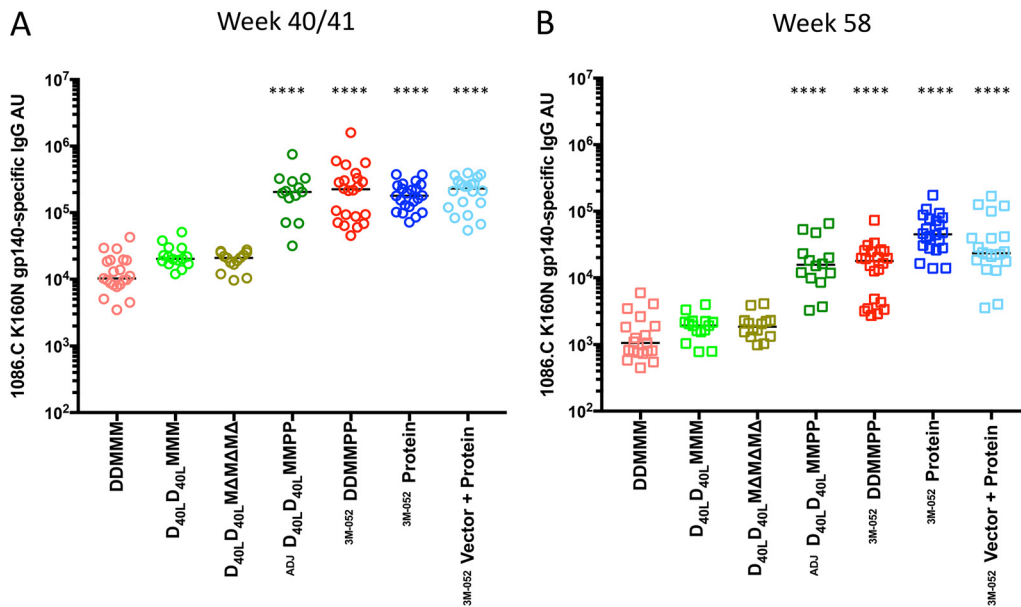 A
Week 40/41
1086.C K160N gp140-specific IgG AU
10⁷
10⁶
10⁵
10⁴
10³
10²
****
****
****
****
DDMMM
D₄₀LD₄₀LMMM
D₄₀LD₄₀LMΔMΔMΔ
ADJ D₄₀LD₄₀LMMPP
3M-052 DDMMPP
3M-052 Protein
3M-052 Vector + Protein
B
Week 58
1086.C K160N gp140-specific IgG AU
10⁷
10⁶
10⁵
10⁴
10³
10²
****
****
****
****
DDMMM
D₄₀LD₄₀LMMM
D₄₀LD₄₀LMΔMΔMΔ
ADJ D₄₀LD₄₀LMMPP
3M-052 DDMMPP
3M-052 Protein
3M-052 Vector + Protein